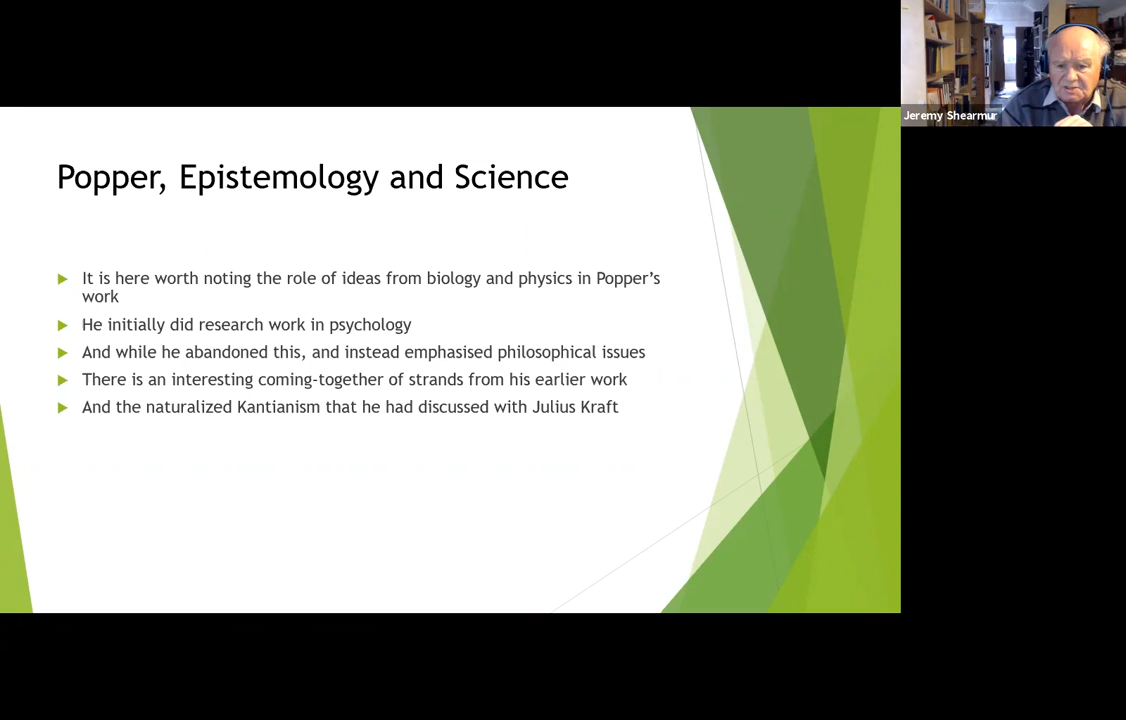 Jeremy Shearmur
Popper, Epistemology and Science
It is here worth noting the role of ideas from biology and physics in Popper’s
work
He initially did research work in psychology
And while he abandoned this, and instead emphasised philosophical issues
There is an interesting coming-together of strands from his earlier work
And the naturalized Kantianism that he had discussed with Julius Kraft